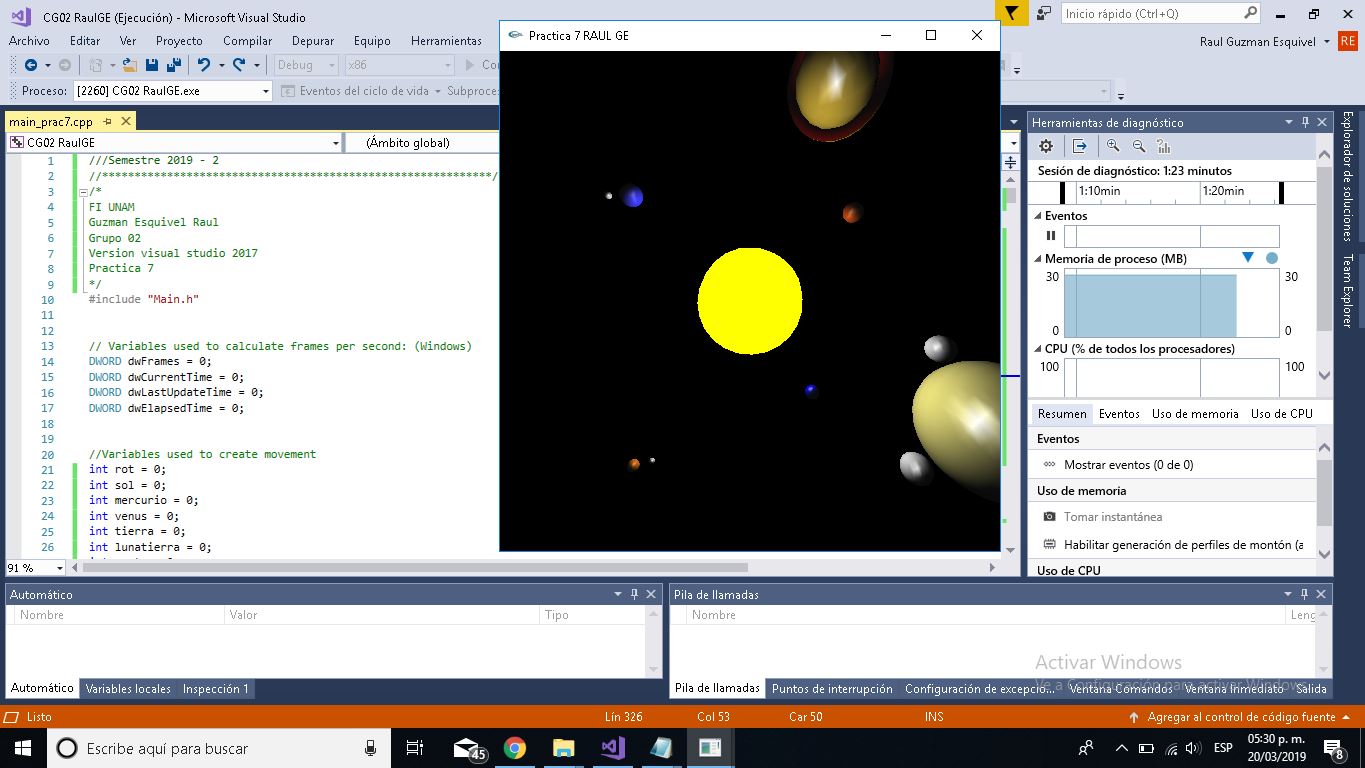 CG02 RaulGE (Ejecución) - Microsoft Visual Studio
Inicio rápido (Ctrl+Q)
Archivo Editar Ver Proyecto Compilar Depurar Equipo Herramientas
Raul Guzman Esquivel RE
Debug x86
Proceso: [2260] CG02 RaulGE.exe Eventos del ciclo de vida
Practica 7 RAUL GE
main_prac7.cpp
CG02 RaulGE (Ámbito global)
1 ///Semestre 2019 - 2
2
3 /*
4 FI UNAM
5 Guzman Esquivel Raul
6 Grupo 02
7 Version visual studio 2017
8 Practica 7
9 */
10 #include "Main.h"
11
12
13 // Variables used to calculate frames per second: (Windows)
14 DWORD dwFrames = 0;
15 DWORD dwCurrentTime = 0;
16 DWORD dwLastUpdateTime = 0;
17 DWORD dwElapsedTime = 0;
18
19
20 //Variables used to create movement
21 int rot = 0;
22 int sol = 0;
23 int mercurio = 0;
24 int venus = 0;
25 int tierra = 0;
26 int lunatierra = 0;
91 %
Herramientas de diagnóstico
Sesión de diagnóstico: 1:23 minutos
1:10min 1:20min
Eventos
Memoria de proceso (MB)
30 30
0 0
CPU (% de todos los procesadores)
100 100
Resumen Eventos Uso de memoria Uso de CPU
Eventos
Mostrar eventos (0 de 0)
Uso de memoria
Tomar instantánea
Habilitar generación de perfiles de montón (a
Uso de CPU
Explorador de soluciones
Team Explorer
Automático
Nombre Valor Tipo
Automático Variables locales Inspección 1
Pila de llamadas
Nombre Leng
Activar Windows
Ve a Configuración para activar Windows.
Pila de llamadas Puntos de interrupción Configuración de excepcio... Ventana Comandos Ventana Inmediato Salida
Listo Lín 326 Col 53 Car 50 INS Agregar al control de código fuente
Escribe aquí para buscar
45
ESP
05:30 p. m.
20/03/2019
8